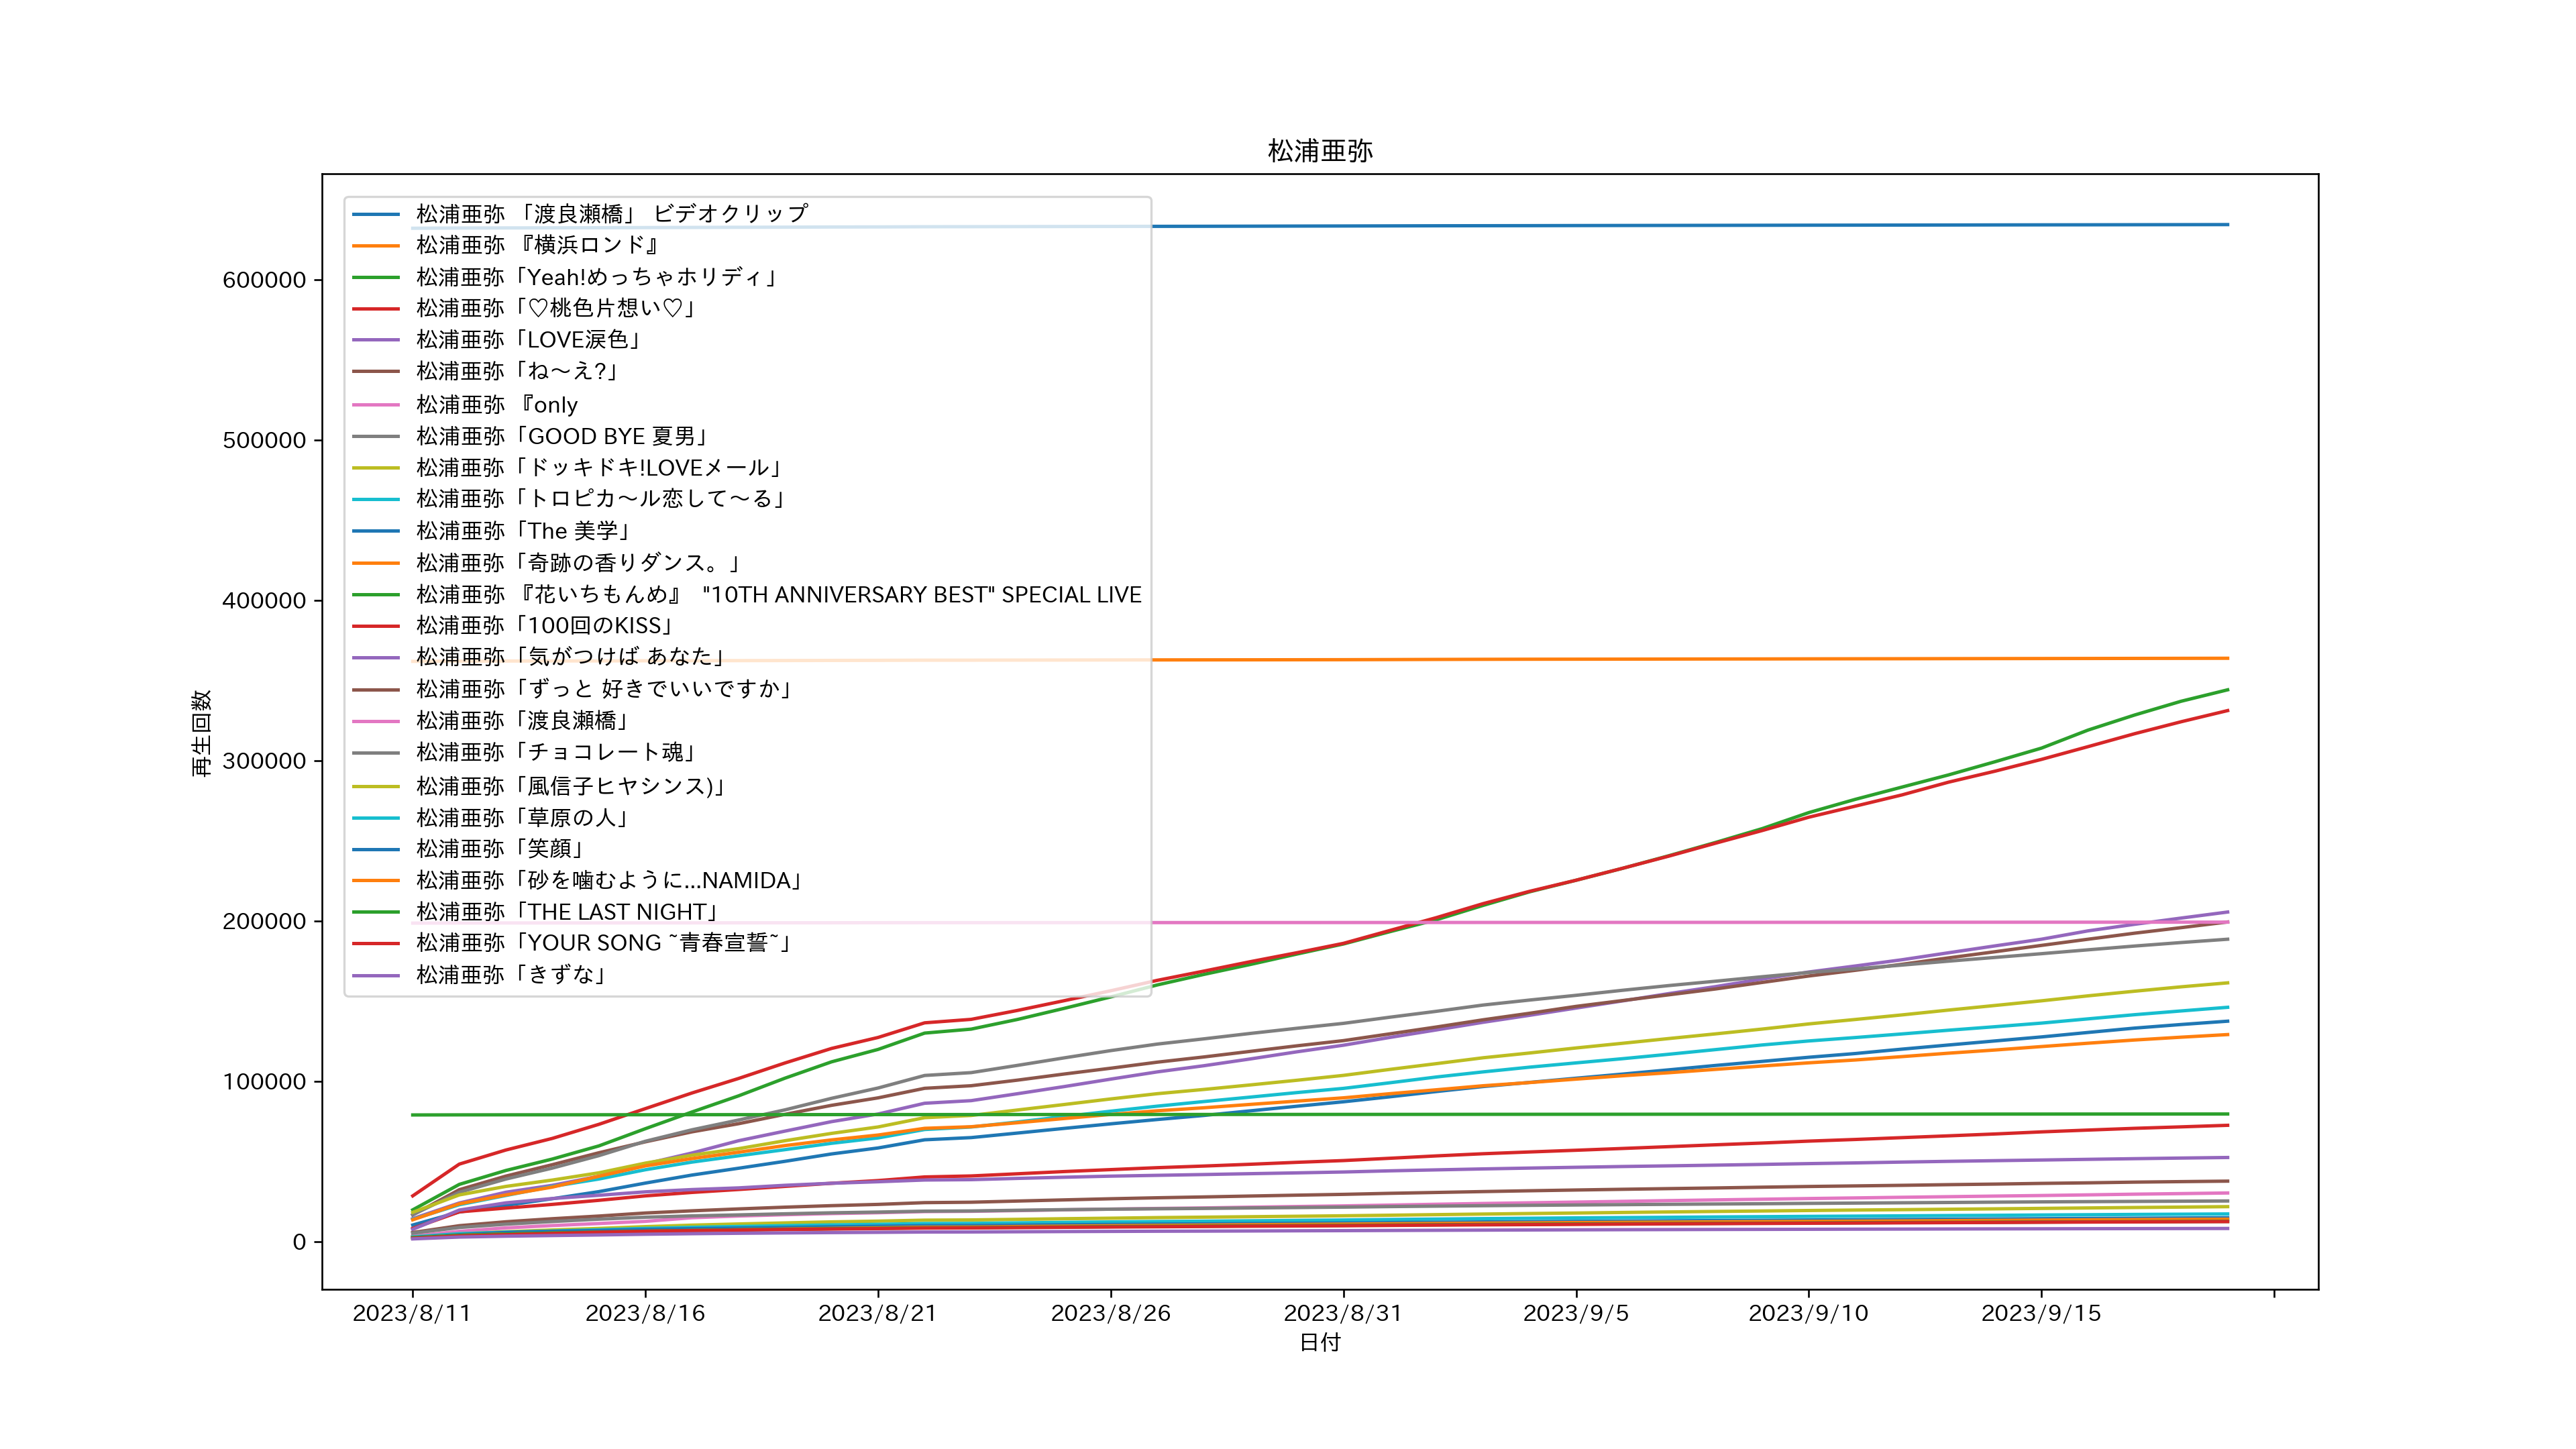 松浦亜弥
松浦亜弥 「渡良瀬橋」 ビデオクリップ
松浦亜弥 『横浜ロンド』
松浦亜弥「Yeah!めっちゃホリディ」
松浦亜弥「♡桃色片想い♡」
松浦亜弥「LOVE涙色」
松浦亜弥「ね〜え?」
松浦亜弥 『only
松浦亜弥「GOOD BYE 夏男」
松浦亜弥「ドッキドキ!LOVEメール」
松浦亜弥「トロピカ〜ル恋して〜る」
松浦亜弥「The 美学」
松浦亜弥「奇跡の香りダンス。」
松浦亜弥 『花いちもんめ』 "10TH ANNIVERSARY BEST" SPECIAL LIVE
松浦亜弥「100回のKISS」
松浦亜弥「気がつけば あなた」
松浦亜弥「ずっと 好きでいいですか」
松浦亜弥「渡良瀬橋」
松浦亜弥「チョコレート魂」
松浦亜弥「風信子ヒヤシンス)」
松浦亜弥「草原の人」
松浦亜弥「笑顔」
松浦亜弥「砂を噛むように...NAMIDA」
松浦亜弥「THE LAST NIGHT」
松浦亜弥「YOUR SONG ~青春宣誓~」
松浦亜弥「きずな」
再生回数
600000
500000
400000
300000
200000
100000
0
2023/8/11 2023/8/16 2023/8/21 2023/8/26 2023/8/31 2023/9/5 2023/9/10 2023/9/15
日付